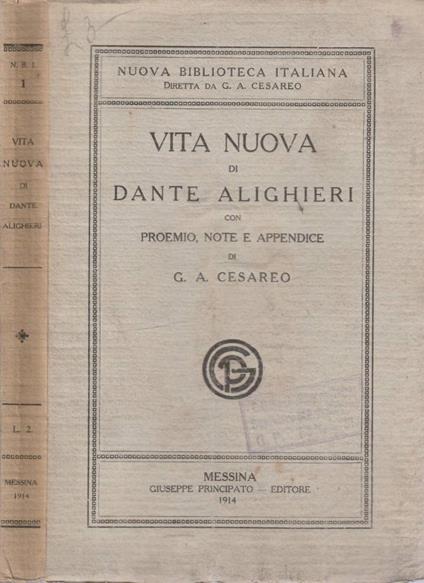 N. B. I.
1
VITA
NUOVA
DI
DANTE
ALIGHIERI
L. 2
MESSINA
1914
NUOVA BIBLIOTECA ITALIANA
DIRETTA DA G. A. CESAREO
VITA NUOVA
DI
DANTE ALIGHIERI
CON
PROEMIO, NOTE E APPENDICE
DI
G. A. CESAREO
MESSINA
GIUSEPPE PRINCIPATO — EDITORE
1914